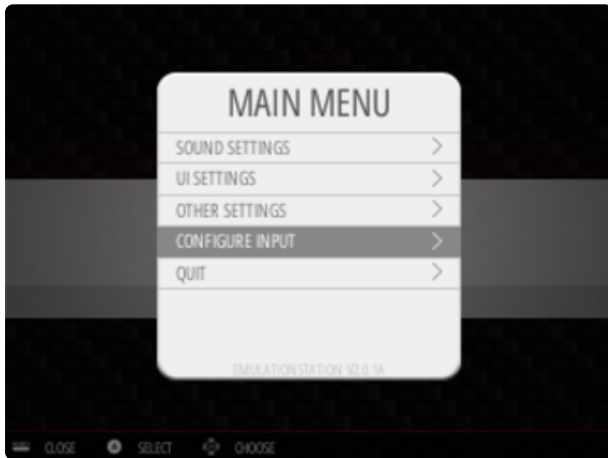 MAIN MENU
SOUND SETTINGS
UI SETTINGS
OTHER SETTINGS
CONFIGURE INPUT
QUIT
EMULATIONSTATION V2.0.1A
CLOSE SELECT CHOOSE